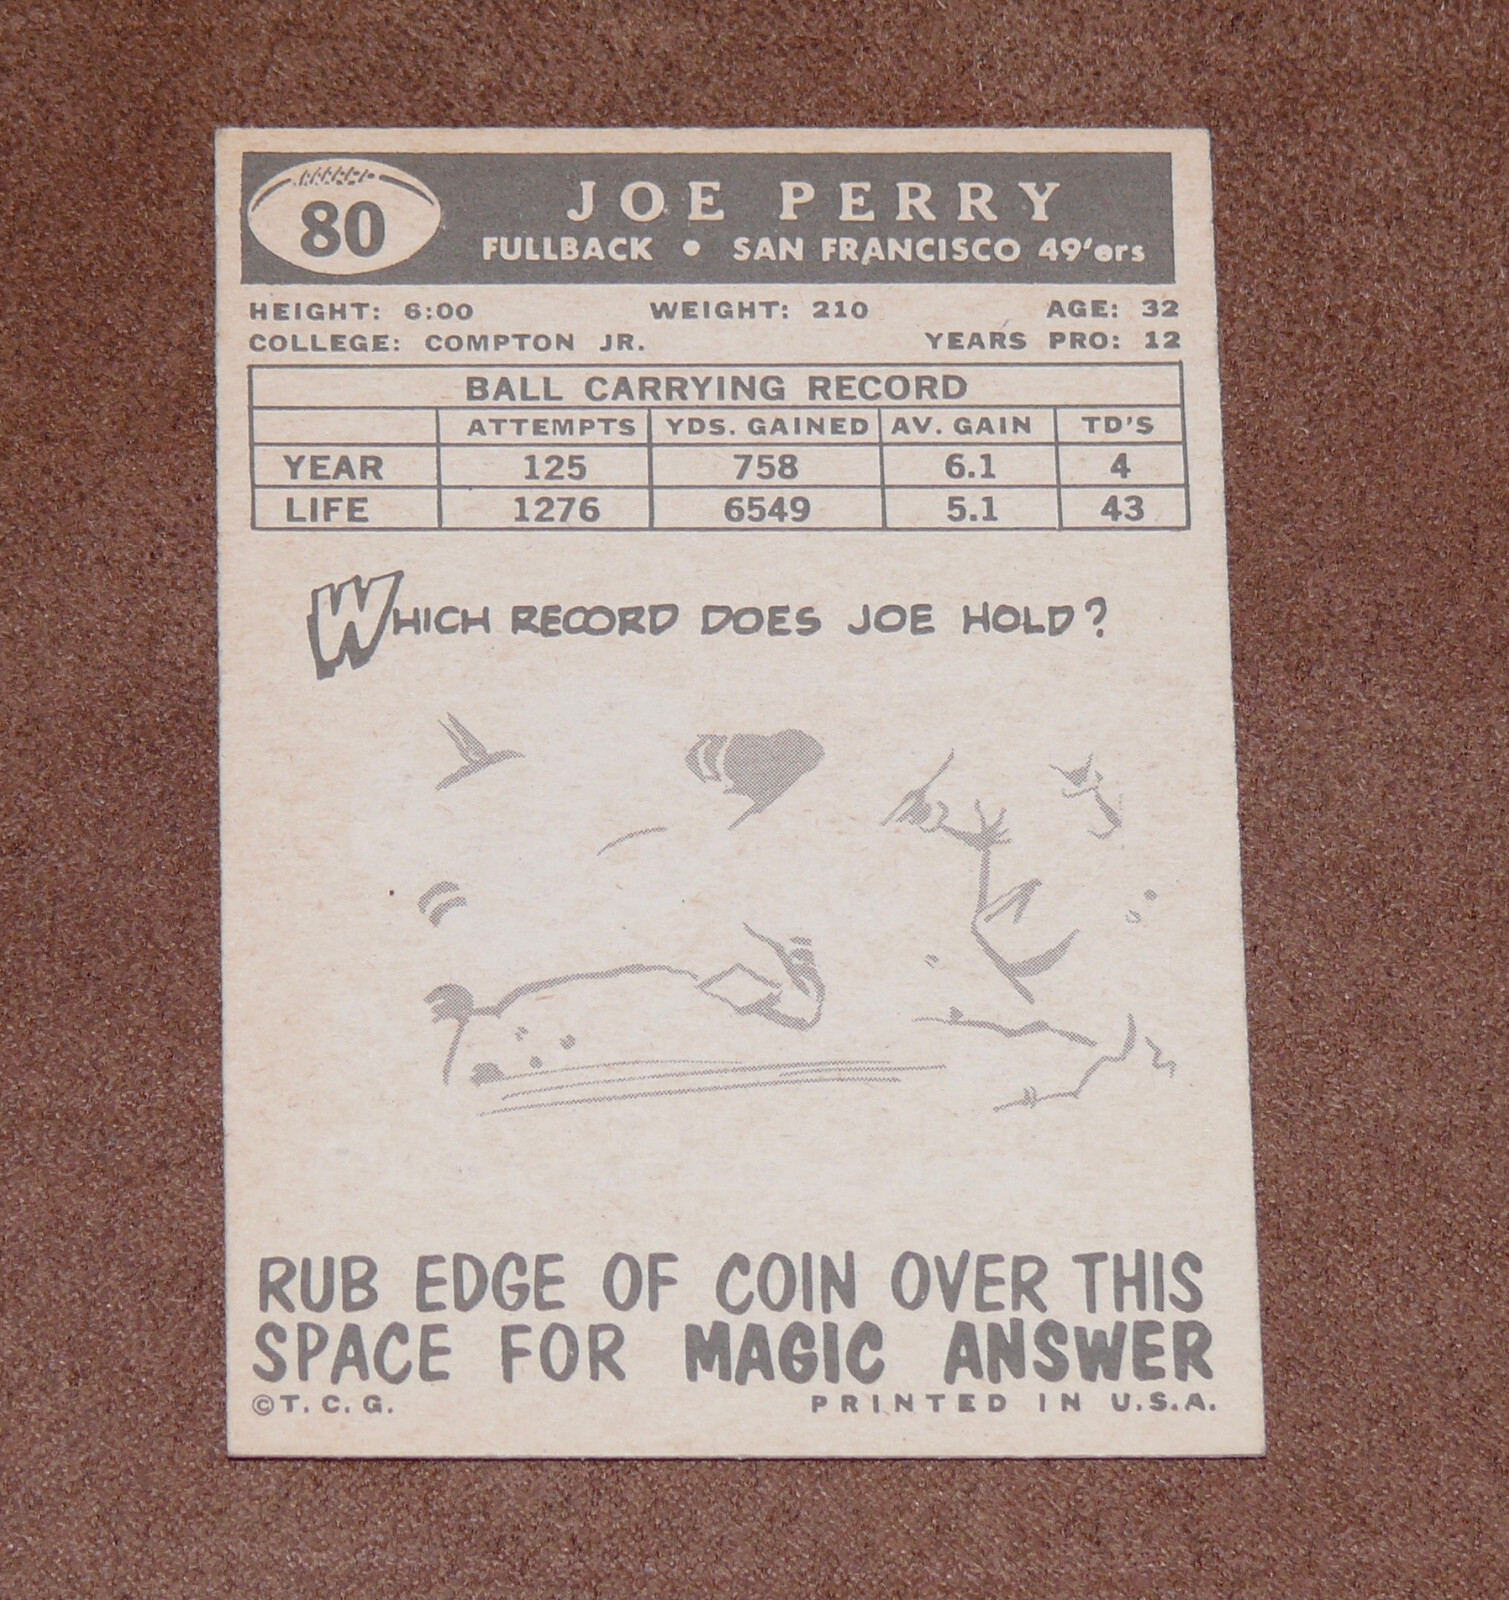 80
JOE PERRY
FULLBACK • SAN FRANCISCO 49'ers
HEIGHT: 6:00 WEIGHT: 210 AGE: 32
COLLEGE: COMPTON JR. YEARS PRO: 12
BALL CARRYING RECORD
ATTEMPTS YDS. GAINED AV. GAIN TD'S
YEAR 125 758 6.1 4
LIFE 1276 6549 5.1 43
WHICH RECORD DOES JOE HOLD?
RUB EDGE OF COIN OVER THIS
SPACE FOR MAGIC ANSWER
©T. C. G. PRINTED IN U.S.A.